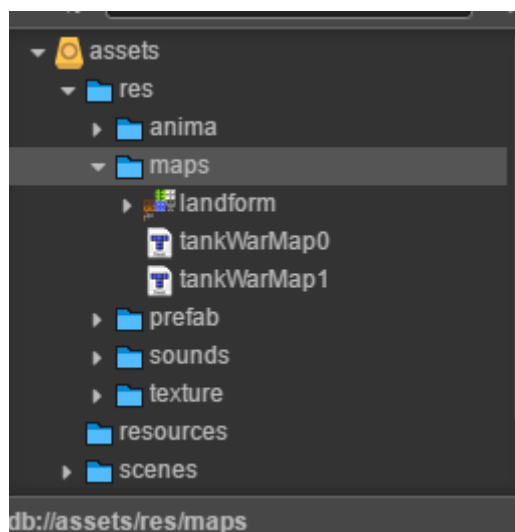 assets
res
anima
maps
landform
tankWarMap0
tankWarMap1
prefab
sounds
texture
resources
scenes
db://assets/res/maps